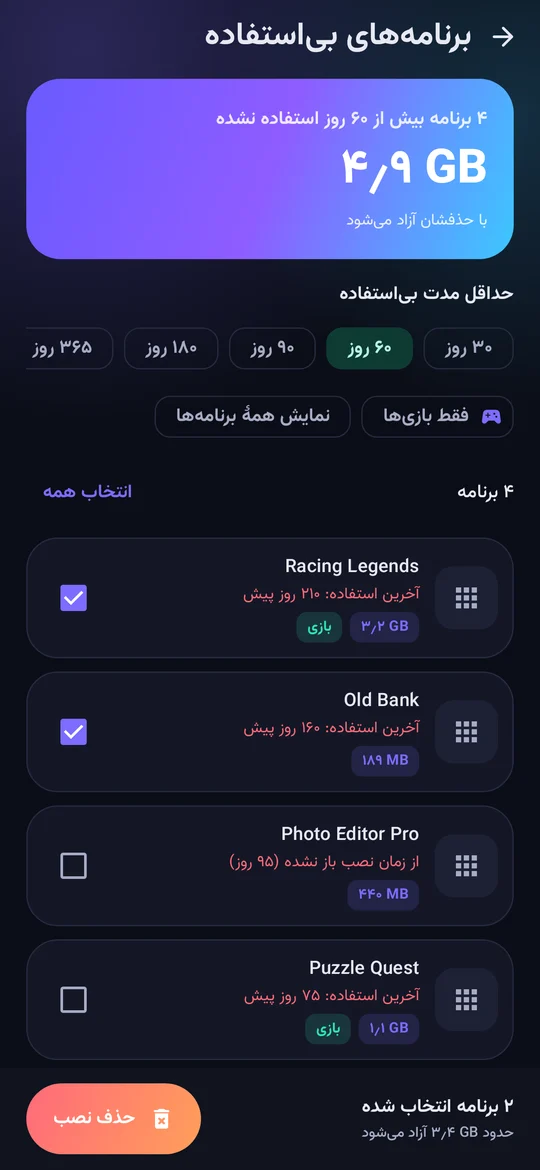 برنامه‌های بی‌استفاده
۴ برنامه بیش از ۶۰ روز استفاده نشده
۴٫۹ GB
با حذفشان آزاد می‌شود
حداقل مدت بی‌استفاده
۳۰ روز
۶۰ روز
۹۰ روز
۱۸۰ روز
۳۶۵ روز
فقط بازی‌ها
نمایش همهٔ برنامه‌ها
۴ برنامه
انتخاب همه
Racing Legends
آخرین استفاده: ۲۱۰ روز پیش
۳٫۲ GB
بازی
Old Bank
آخرین استفاده: ۱۶۰ روز پیش
۱۸۹ MB
Photo Editor Pro
از زمان نصب باز نشده (۹۵ روز)
۴۴۰ MB
Puzzle Quest
آخرین استفاده: ۷۵ روز پیش
۱٫۱ GB
بازی
۲ برنامه انتخاب شده
حدود ۳٫۴ GB آزاد می‌شود
حذف نصب